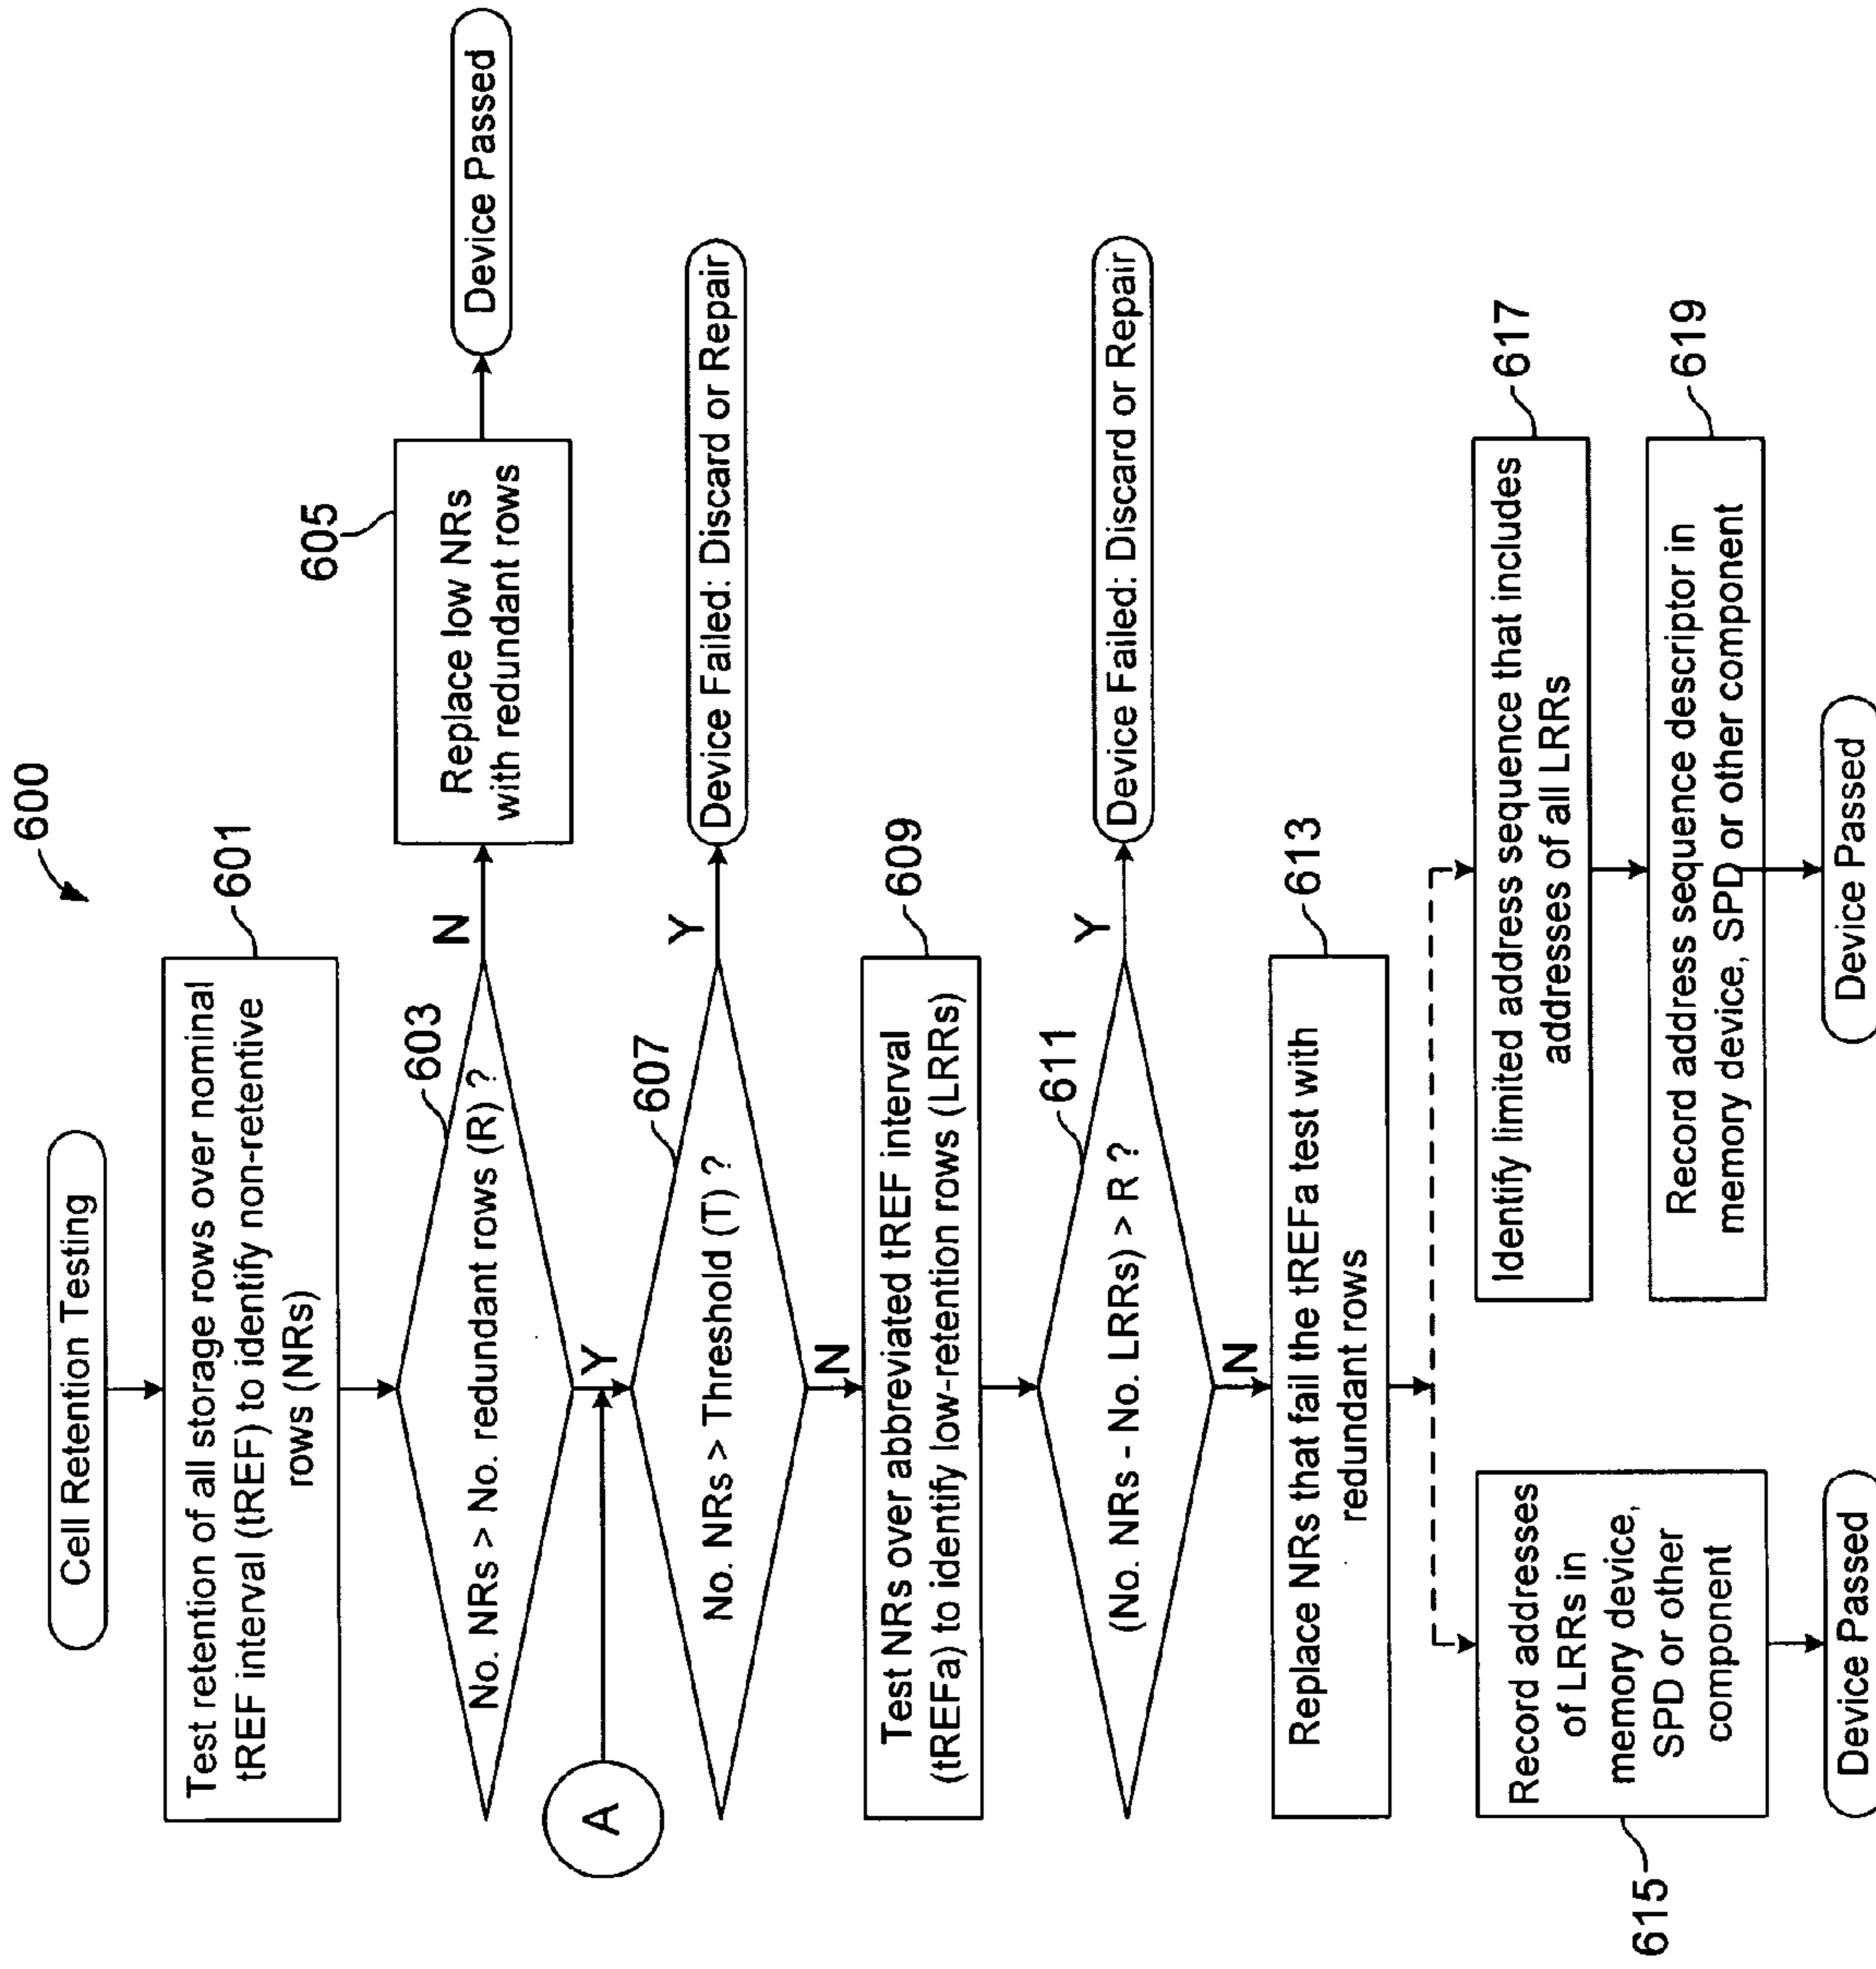 600
Cell Retention Testing
601
Test retention of all storage rows over nominal
tREF interval (tREF) to identify non-retentive
rows (NRs)
603
No. NRs > No. redundant rows (R) ?
N
605
Replace low NRs
with redundant rows
Device Passed
Y
A
607
No. NRs > Threshold (T) ?
Y
Device Failed: Discard or Repair
N
609
Test NRs over abbreviated tREF interval
(tREFa) to identify low-retention rows (LRRs)
611
(No. NRs - No. LRRs) > R ?
Y
Device Failed: Discard or Repair
N
613
Replace NRs that fail the tREFa test with
redundant rows
615
Record addresses
of LRRs in
memory device,
SPD or other
component
Device Passed
617
Identify limited address sequence that includes
addresses of all LRRs
619
Record address sequence descriptor in
memory device, SPD or other component
Device Passed